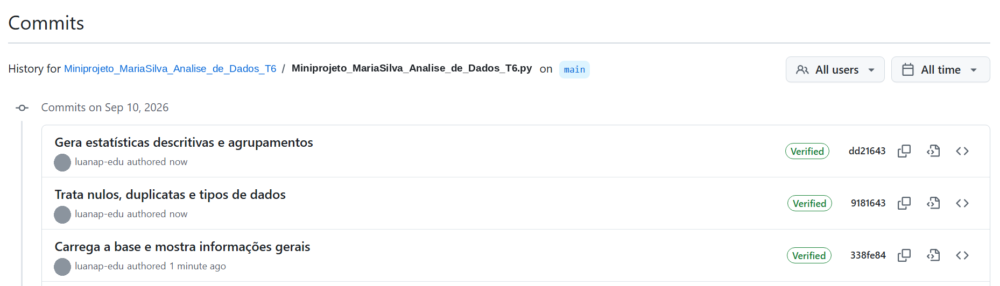 Commits
History for Miniprojeto_MariaSilva_Analise_de_Dados_T6 / Miniprojeto_MariaSilva_Analise_de_Dados_T6.py on main
All users
All time
Commits on Sep 10, 2026
Gera estatísticas descritivas e agrupamentos
luanap-edu authored now
Verified
dd21643
Trata nulos, duplicatas e tipos de dados
luanap-edu authored now
Verified
9181643
Carrega a base e mostra informações gerais
luanap-edu authored 1 minute ago
Verified
338fe84